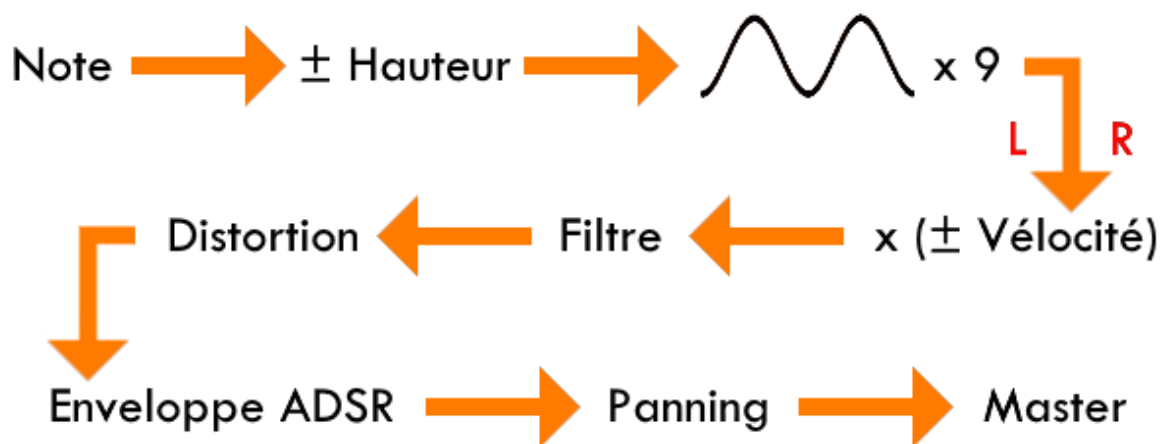 Note ± Hauteur x 9
L R
Distortion Filtre x (± Vélocité)
Enveloppe ADSR Panning Master